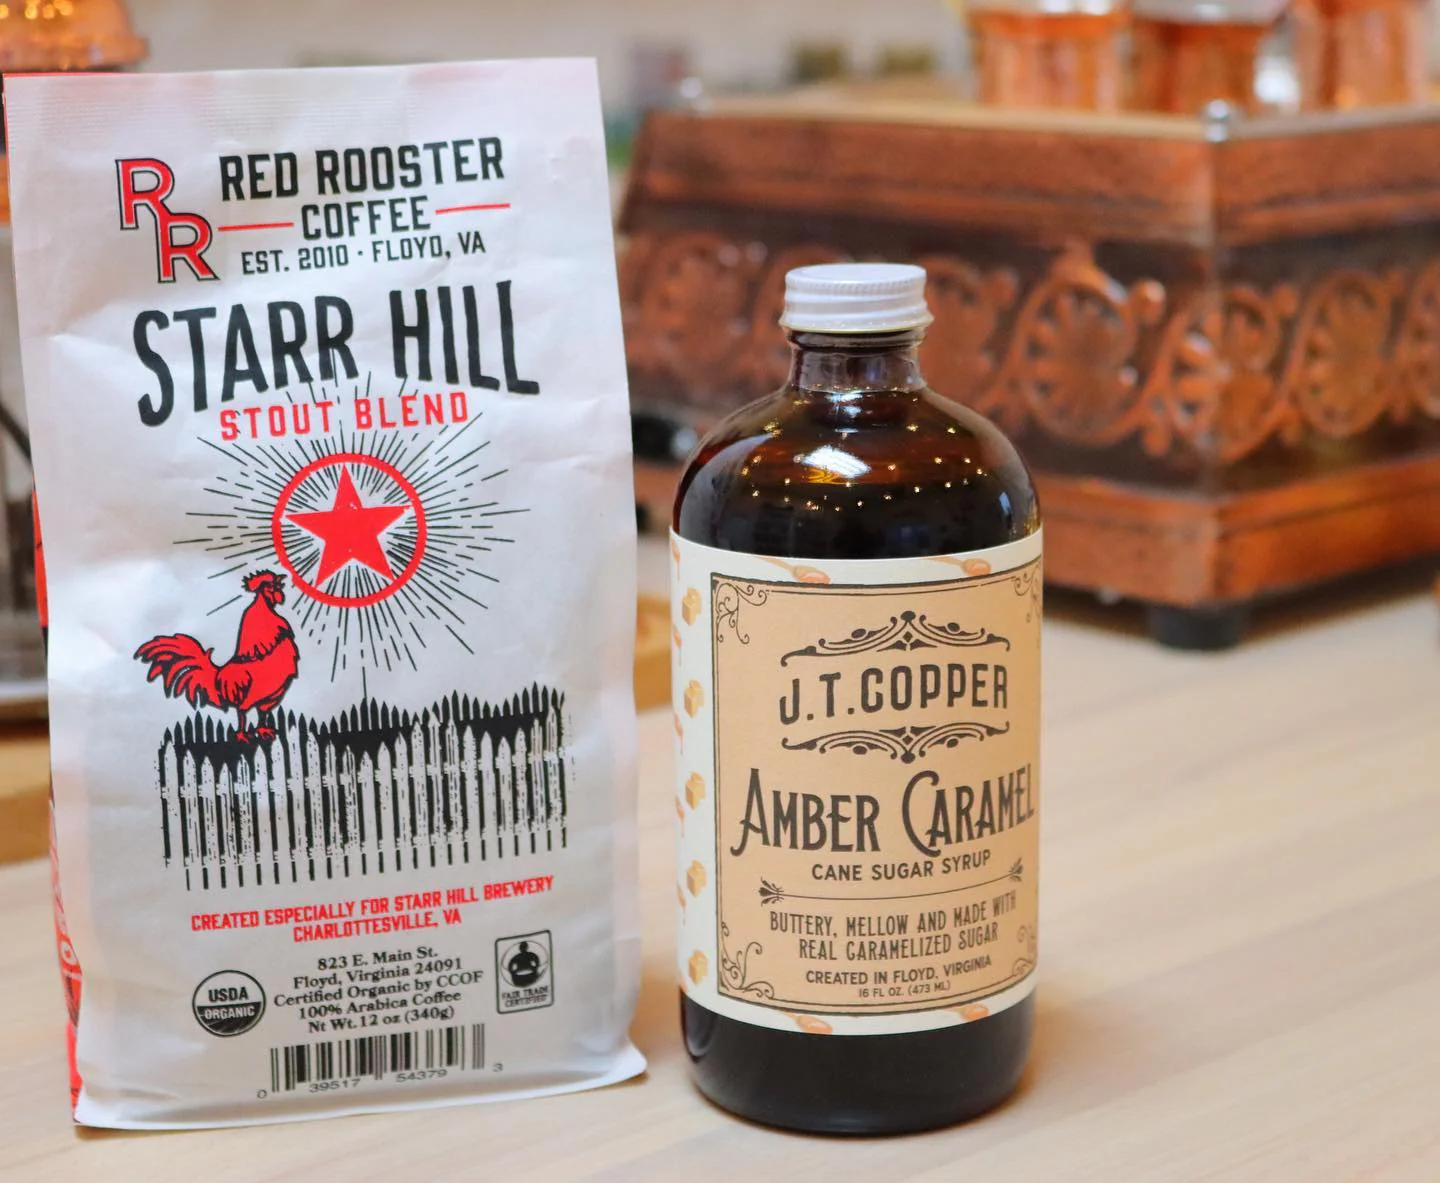 RR
RED ROOSTER
COFFEE
EST. 2010 · FLOYD, VA
STARR HILL
STOUT BLEND
CREATED ESPECIALLY FOR STARR HILL BREWERY
CHARLOTTESVILLE, VA
823 E. Main St.
Floyd, Virginia 24091
Certified Organic by CCOF
100% Arabica Coffee
Nt Wt. 12 oz (340g)
USDA
ORGANIC
FAIR TRADE
CERTIFIED
0 39517 54379 3
J.T.COPPER
AMBER CARAMEL
CANE SUGAR SYRUP
BUTTERY, MELLOW AND MADE WITH
REAL CARAMELIZED SUGAR
CREATED IN FLOYD, VIRGINIA
16 FL OZ. (473 ML)